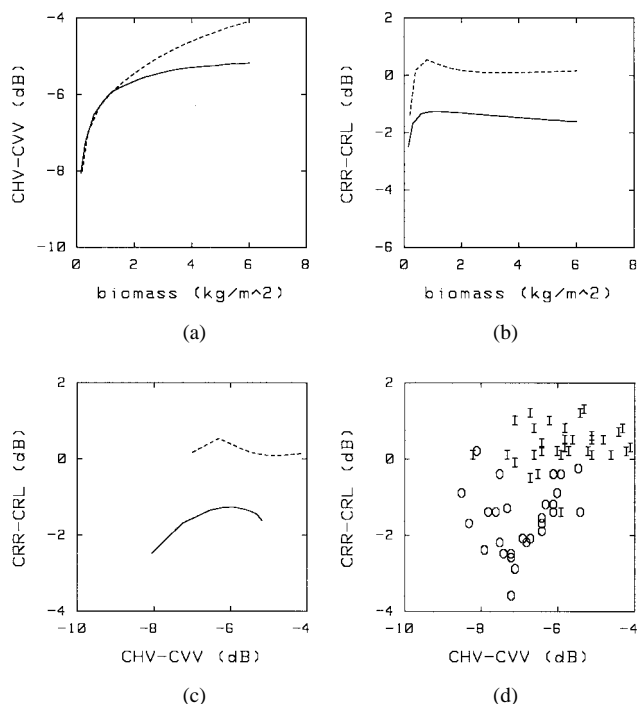 -4
-6
-8
-10
CHV-CVV (dB)
0 2 4 6 8
biomass (kg/m^2)
(a)
2
0
-2
-4
-6
CRR-CRL (dB)
0 2 4 6 8
biomass (kg/m^2)
(b)
2
0
-2
-4
CRR-CRL (dB)
-10 -8 -6 -4
CHV-CVV (dB)
(c)
2
0
-2
-4
CRR-CRL (dB)
-10 -8 -6 -4
CHV-CVV (dB)
(d)